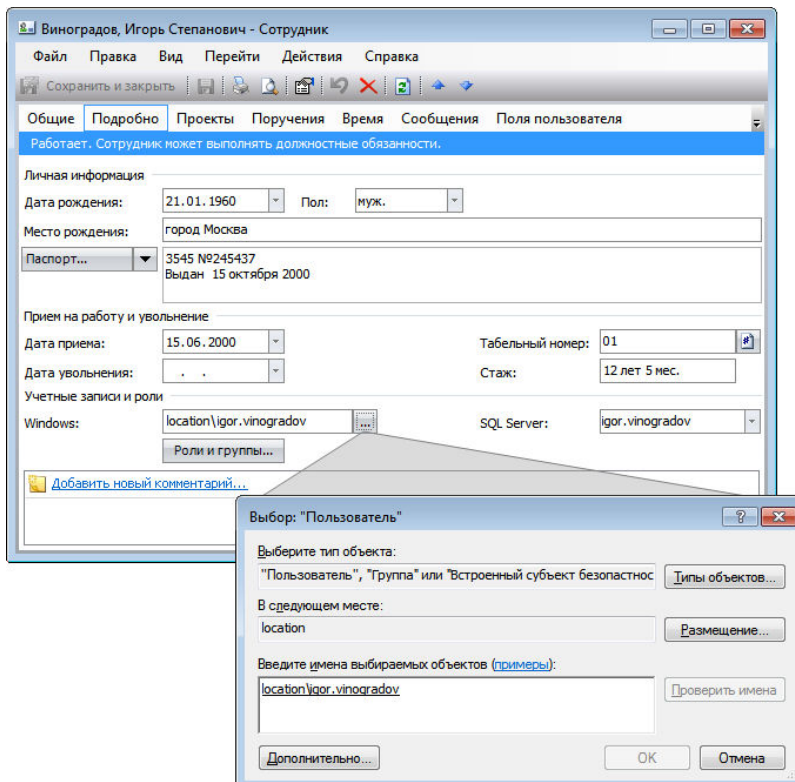 Виноградов, Игорь Степанович - Сотрудник
Файл Правка Вид Перейти Действия Справка
Сохранить и закрыть
Общие Подробно Проекты Поручения Время Сообщения Поля пользователя
Работает. Сотрудник может выполнять должностные обязанности.
Личная информация
Дата рождения: 21.01.1960 Пол: муж.
Место рождения: город Москва
Паспорт... 3545 №245437
Выдан 15 октября 2000
Прием на работу и увольнение
Дата приема: 15.06.2000 Табельный номер: 01
Дата увольнения: . . Стаж: 12 лет 5 мес.
Учетные записи и роли
Windows: location\igor.vinogradov ... SQL Server: igor.vinogradov
Роли и группы...
Добавить новый комментарий...
Выбор: "Пользователь"
Выберите тип объекта:
"Пользователь", "Группа" или "Встроенный субъект безопастнос Типы объектов...
В следующем месте:
location Размещение...
Введите имена выбираемых объектов (примеры):
location\igor.vinogradov Проверить имена
Дополнительно... OK Отмена